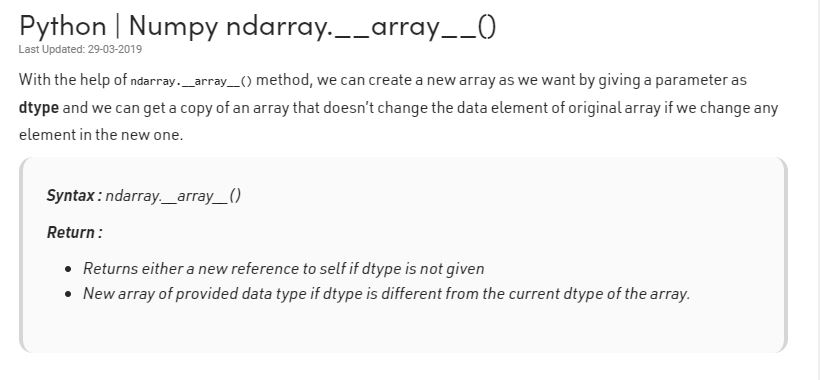 Python | Numpy ndarray.__array__()
Last Updated: 29-03-2019
With the help of ndarray.__array__() method, we can create a new array as we want by giving a parameter as
dtype and we can get a copy of an array that doesn't change the data element of original array if we change any
element in the new one.
Syntax : ndarray.__array__()
Return :
• Returns either a new reference to self if dtype is not given
• New array of provided data type if dtype is different from the current dtype of the array.